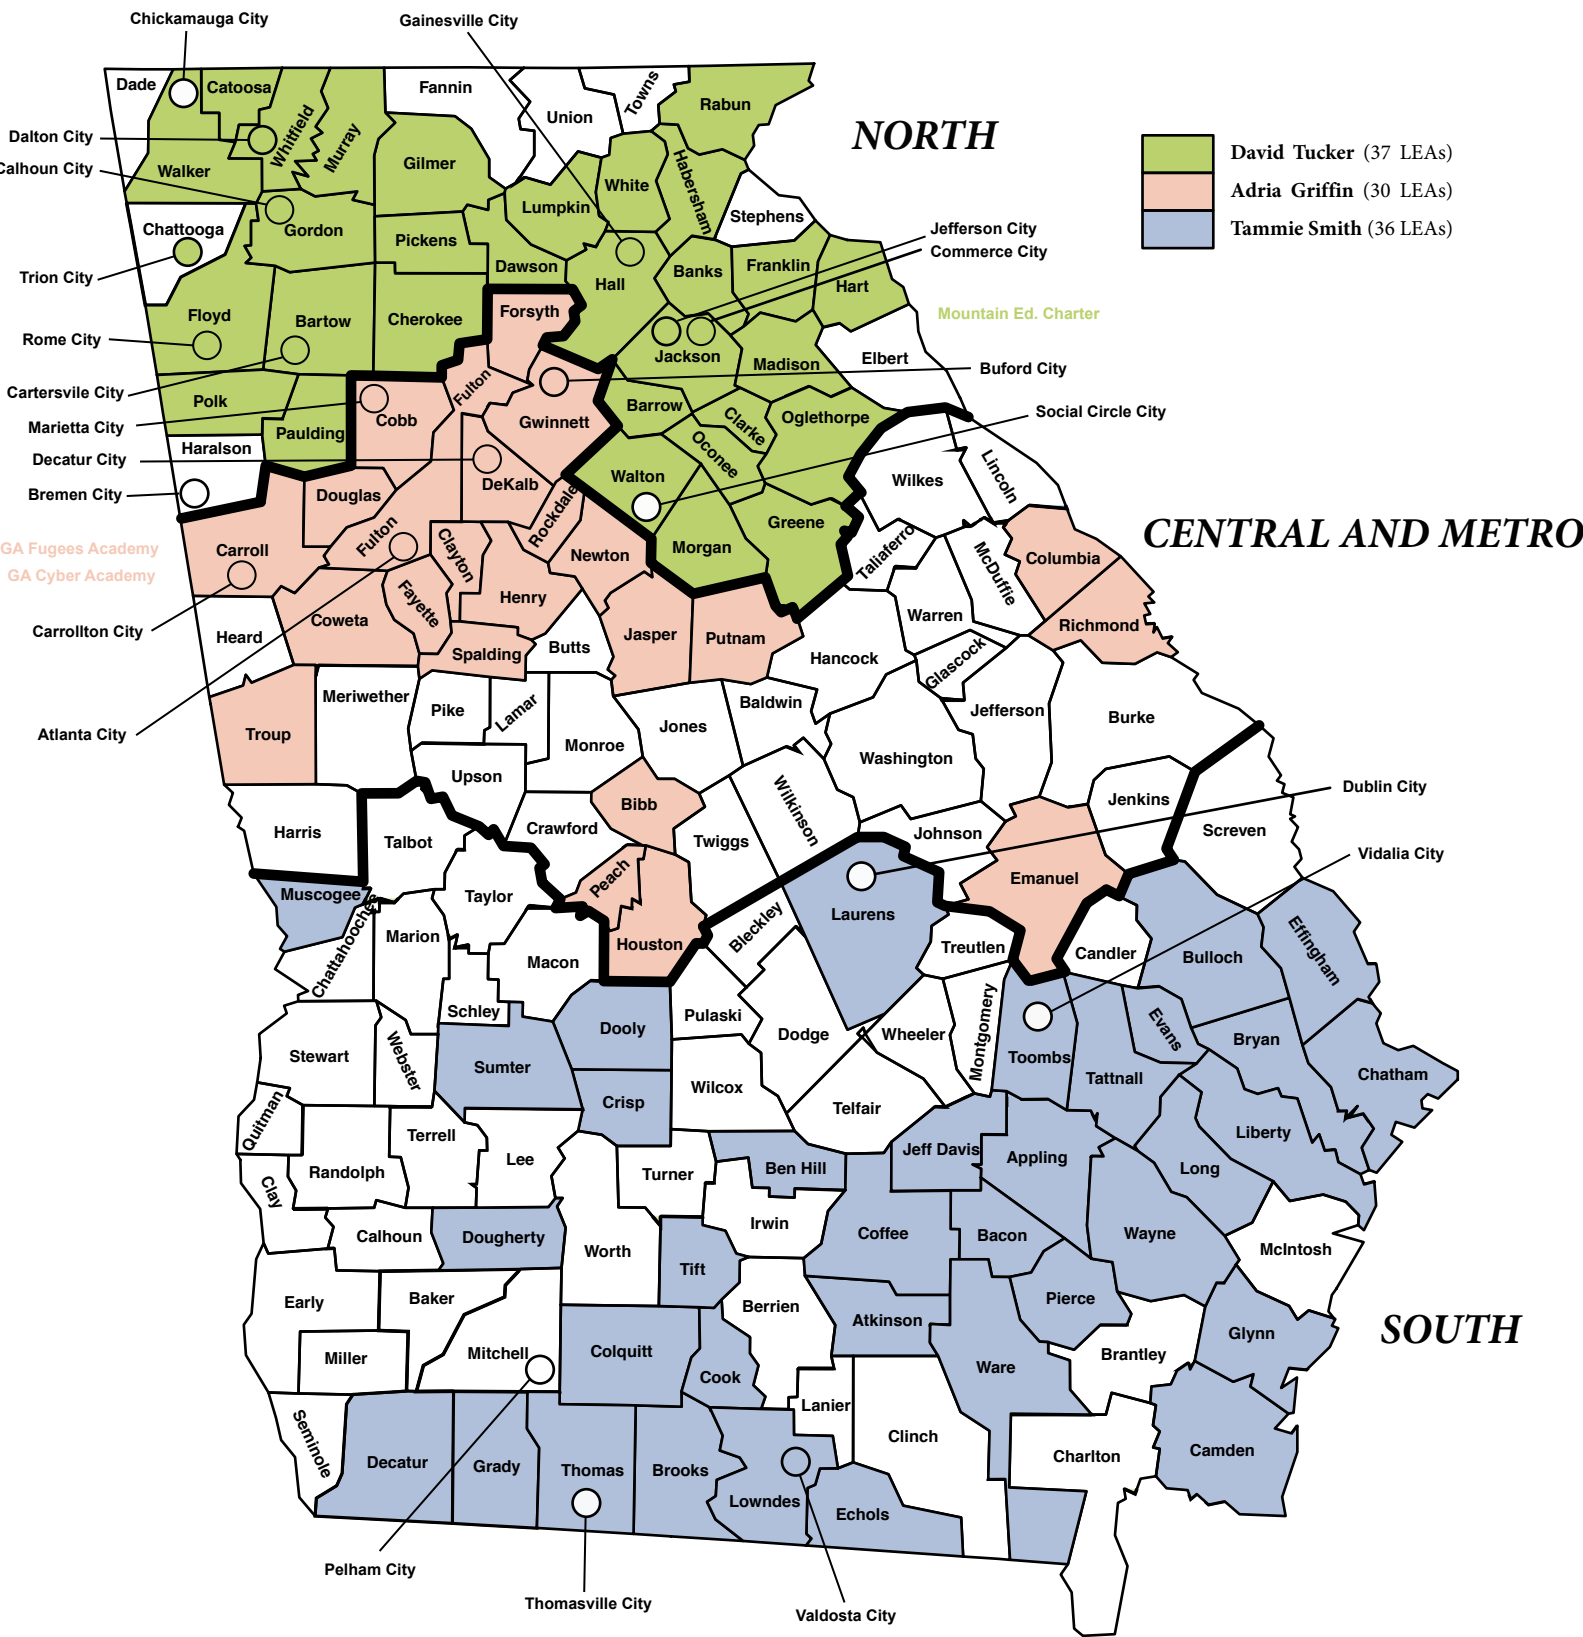 Chickamauga City
Gainesville City
Dade
Catoosa
Fannin
Towns
Rabun
Union
NORTH
Dalton City
Whitfield
Murray
David Tucker (37 LEAs)
Calhoun City
Walker
Gilmer
White
Habersham
Adria Griffin (30 LEAs)
Lumpkin
Stephens
Tammie Smith (36 LEAs)
Chattooga
Gordon
Pickens
Jefferson City
Commerce City
Trion City
Dawson
Hall
Banks
Franklin
Hart
Floyd
Bartow
Cherokee
Forsyth
Mountain Ed. Charter
Rome City
Jackson
Madison
Elbert
Buford City
Cartersvile City
Polk
Fulton
Barrow
Social Circle City
Marietta City
Paulding
Cobb
Gwinnett
Clarke
Oglethorpe
Haralson
Oconee
Decatur City
DeKalb
Walton
Wilkes
Lincoln
Bremen City
Douglas
Rockdale
Greene
GA Fugees Academy
Carroll
Fulton
Clayton
Newton
Morgan
Taliaferro
McDuffie
Columbia
CENTRAL AND METRO
GA Cyber Academy
Carrollton City
Heard
Coweta
Fayette
Henry
Jasper
Putnam
Warren
Richmond
Spalding
Butts
Hancock
Glascock
Atlanta City
Troup
Meriwether
Pike
Lamar
Monroe
Jones
Baldwin
Washington
Jefferson
Burke
Upson
Dublin City
Harris
Talbot
Crawford
Bibb
Twiggs
Wilkinson
Johnson
Jenkins
Screven
Vidalia City
Muscogee
Taylor
Peach
Laurens
Emanuel
Chattahoochee
Marion
Macon
Houston
Bleckley
Treutlen
Candler
Bulloch
Effingham
Schley
Dooly
Pulaski
Dodge
Wheeler
Montgomery
Toombs
Evans
Bryan
Stewart
Webster
Sumter
Tattnall
Chatham
Quitman
Crisp
Wilcox
Telfair
Terrell
Liberty
Randolph
Lee
Turner
Ben Hill
Jeff Davis
Appling
Long
Clay
Calhoun
Dougherty
Worth
Irwin
Coffee
Bacon
Wayne
McIntosh
Tift
Early
Baker
Berrien
Pierce
SOUTH
Miller
Mitchell
Colquitt
Cook
Atkinson
Ware
Brantley
Glynn
Seminole
Lanier
Clinch
Charlton
Camden
Decatur
Grady
Thomas
Brooks
Lowndes
Echols
Pelham City
Thomasville City
Valdosta City